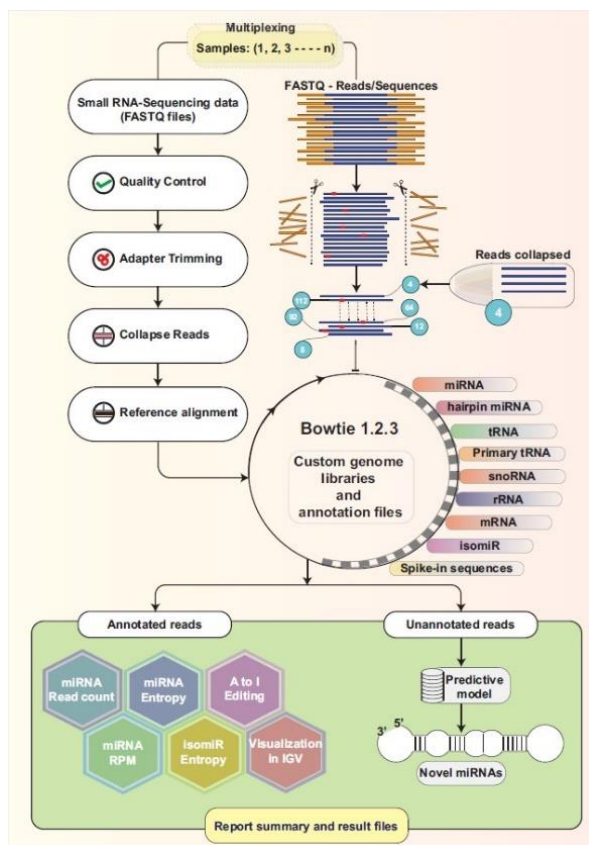 Multiplexing
Samples: (1, 2, 3 - - - - n)
Small RNA-Sequencing data
(FASTQ files)
Quality Control
Adapter Trimming
Collapse Reads
Reference alignment
FASTQ - Reads/Sequences
Reads collapsed
4
4
112
64
92
13
8
Bowtie 1.2.3
Custom genome
libraries
and
annotation files
miRNA
hairpin miRNA
tRNA
Primary tRNA
snoRNA
rRNA
mRNA
isomiR
Spike-in sequences
Annotated reads
Unannotated reads
miRNA
Read count
miRNA
Entropy
A to I
Editing
miRNA
RPM
isomiR
Entropy
Visualization
In IGV
Predictive
model
5'
3'
Novel miRNAs
Report summary and result files